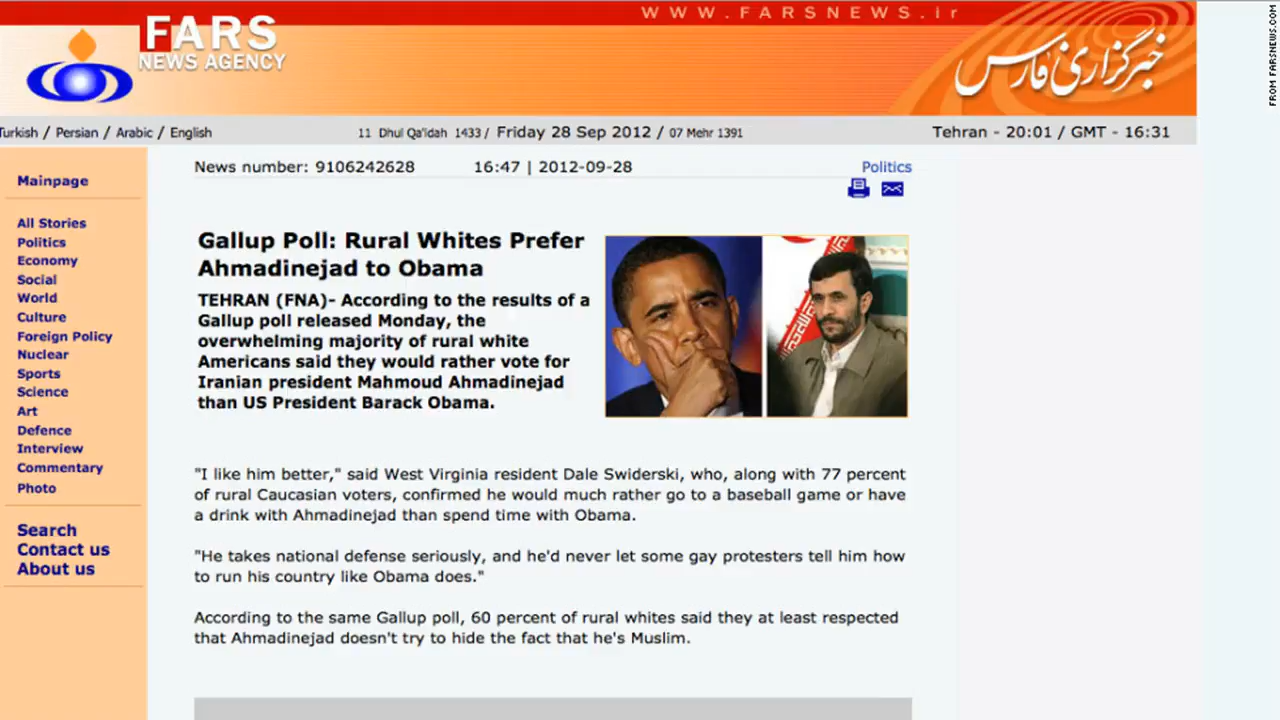 WWW.FARSNEWS.ir
FARS
NEWS AGENCY
خبرگزاری فارس
FROM FARSNEWS.COM
Turkish / Persian / Arabic / English
11 Dhul Qa'idah 1433 / Friday 28 Sep 2012 / 07 Mehr 1391
Tehran - 20:01 / GMT - 16:31
Mainpage
All Stories
Politics
Economy
Social
World
Culture
Foreign Policy
Nuclear
Sports
Science
Art
Defence
Interview
Commentary
Photo
Search
Contact us
About us
News number: 9106242628
16:47 | 2012-09-28
Politics
Gallup Poll: Rural Whites Prefer
Ahmadinejad to Obama
TEHRAN (FNA)- According to the results of a
Gallup poll released Monday, the
overwhelming majority of rural white
Americans said they would rather vote for
Iranian president Mahmoud Ahmadinejad
than US President Barack Obama.
"I like him better," said West Virginia resident Dale Swiderski, who, along with 77 percent
of rural Caucasian voters, confirmed he would much rather go to a baseball game or have
a drink with Ahmadinejad than spend time with Obama.
"He takes national defense seriously, and he'd never let some gay protesters tell him how
to run his country like Obama does."
According to the same Gallup poll, 60 percent of rural whites said they at least respected
that Ahmadinejad doesn't try to hide the fact that he's Muslim.